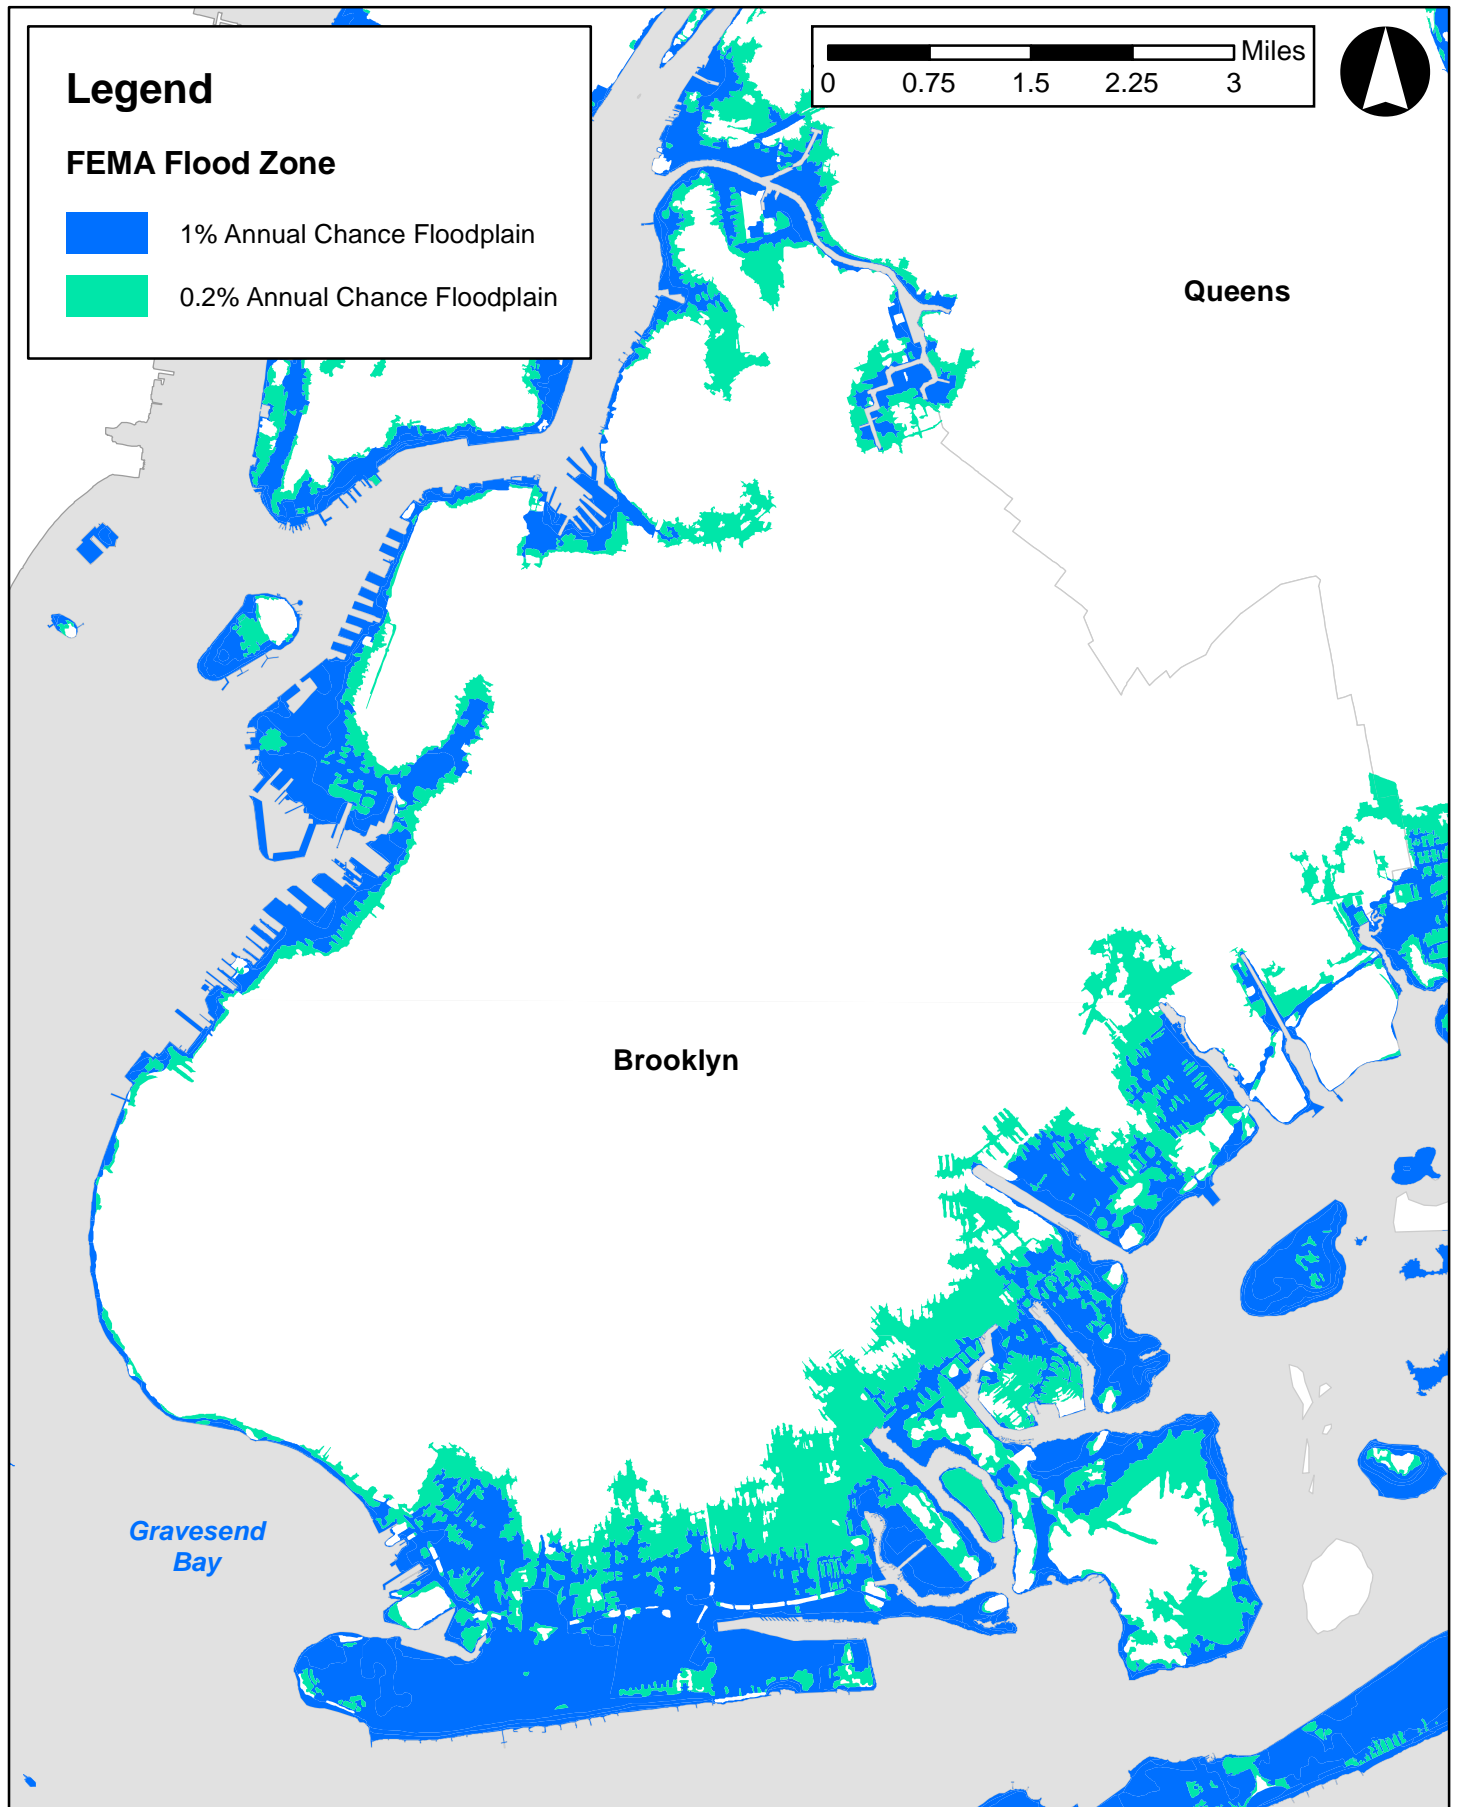 Legend
FEMA Flood Zone
1% Annual Chance Floodplain
0.2% Annual Chance Floodplain
Miles
0 0.75 1.5 2.25 3
Queens
Brooklyn
Gravesend
Bay